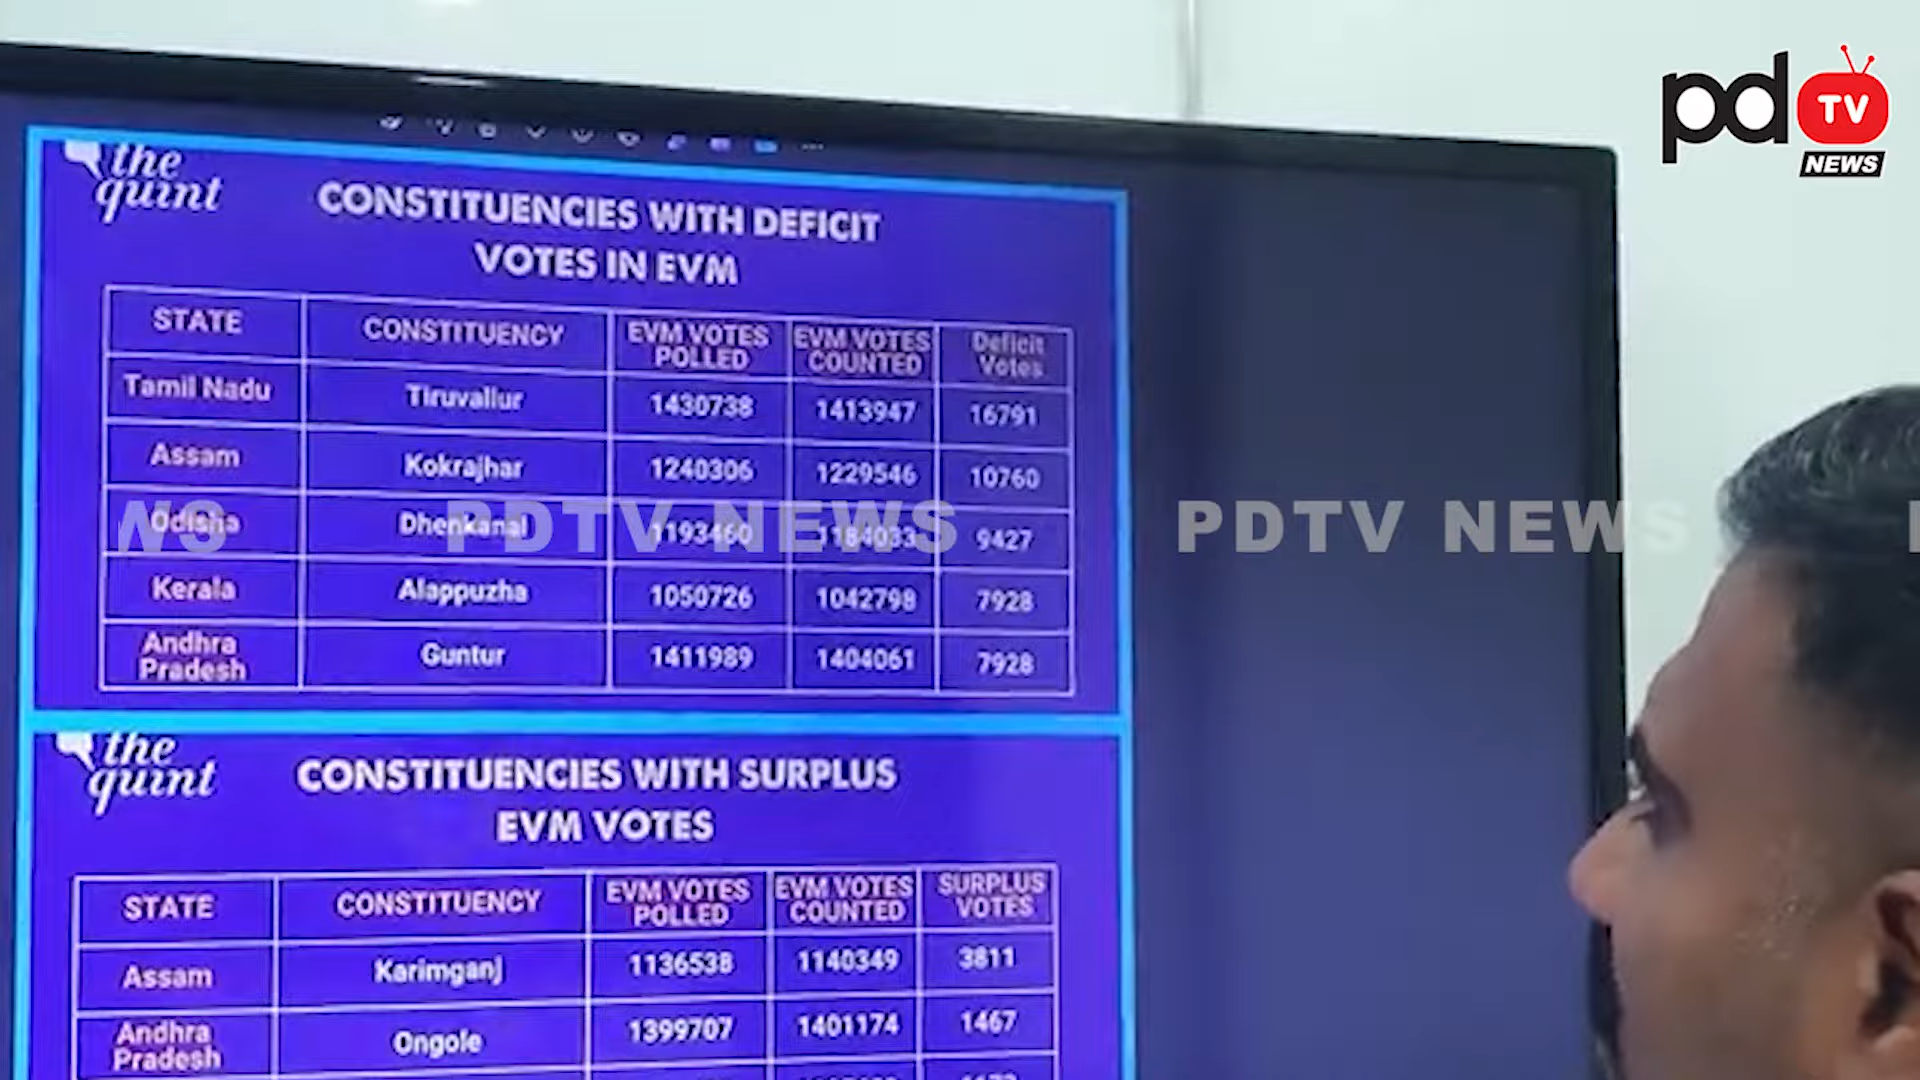 pd TV
NEWS
the
quint
CONSTITUENCIES WITH DEFICIT
VOTES IN EVM
STATE CONSTITUENCY EVM VOTES POLLED EVM VOTES COUNTED Deficit Votes
Tamil Nadu Tiruvallur 1430738 1413947 16791
Assam Kokrajhar 1240306 1229546 10760
Odisha Dhenkanal 1193460 1184033 9427
Kerala Alappuzha 1050726 1042798 7928
Andhra Pradesh Guntur 1411989 1404061 7928
WS PDTV NEWS PDTV NEWS
the
quint
CONSTITUENCIES WITH SURPLUS
EVM VOTES
STATE CONSTITUENCY EVM VOTES POLLED EVM VOTES COUNTED SURPLUS VOTES
Assam Karimganj 1136538 1140349 3811
Andhra Pradesh Ongole 1399707 1401174 1467